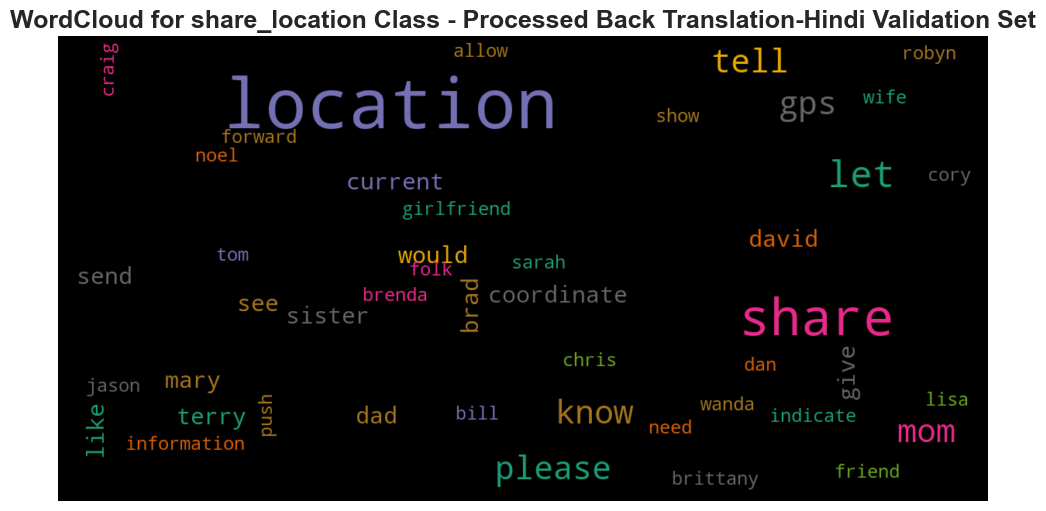 WordCloud for share_location Class - Processed Back Translation-Hindi Validation Set
craig
allow
tell
robyn
location
gps
wife
show
forward
noel
current
let
cory
girlfriend
david
tom
would
folk
sarah
send
see
brenda
brad
coordinate
sister
share
chris
dan
give
jason
mary
like
terry
push
dad
bill
know
need
wanda
indicate
lisa
mom
information
please
brittany
friend